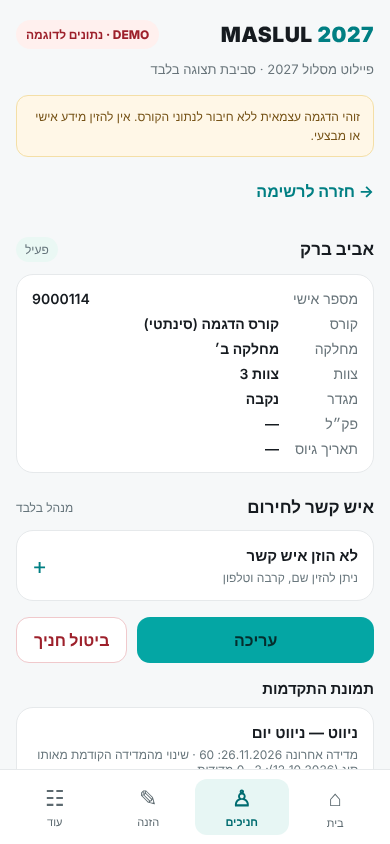 MASLUL 2027
DEMO · נתונים לדוגמה
פיילוט מסלול 2027 · סביבת תצוגה בלבד
זוהי הדגמה עצמאית ללא חיבור לנתוני הקורס. אין להזין מידע אישי
או מבצעי.
→ חזרה לרשימה
אביב ברק
פעיל
מספר אישי 9000114
קורס קורס הדגמה (סינתטי)
מחלקה מחלקה ב׳
צוות צוות 3
מגדר נקבה
פק״ל —
תאריך גיוס —
איש קשר לחירום
מנהל בלבד
לא הוזן איש קשר
ניתן להזין שם, קרבה וטלפון
+
עריכה
ביטול חניך
תמונת התקדמות
ניווט — ניווט יום
מדידה אחרונה 26.11.2026: 60 · שינוי מהמדידה הקודמת מאותו
בית
חניכים
הזנה
עוד